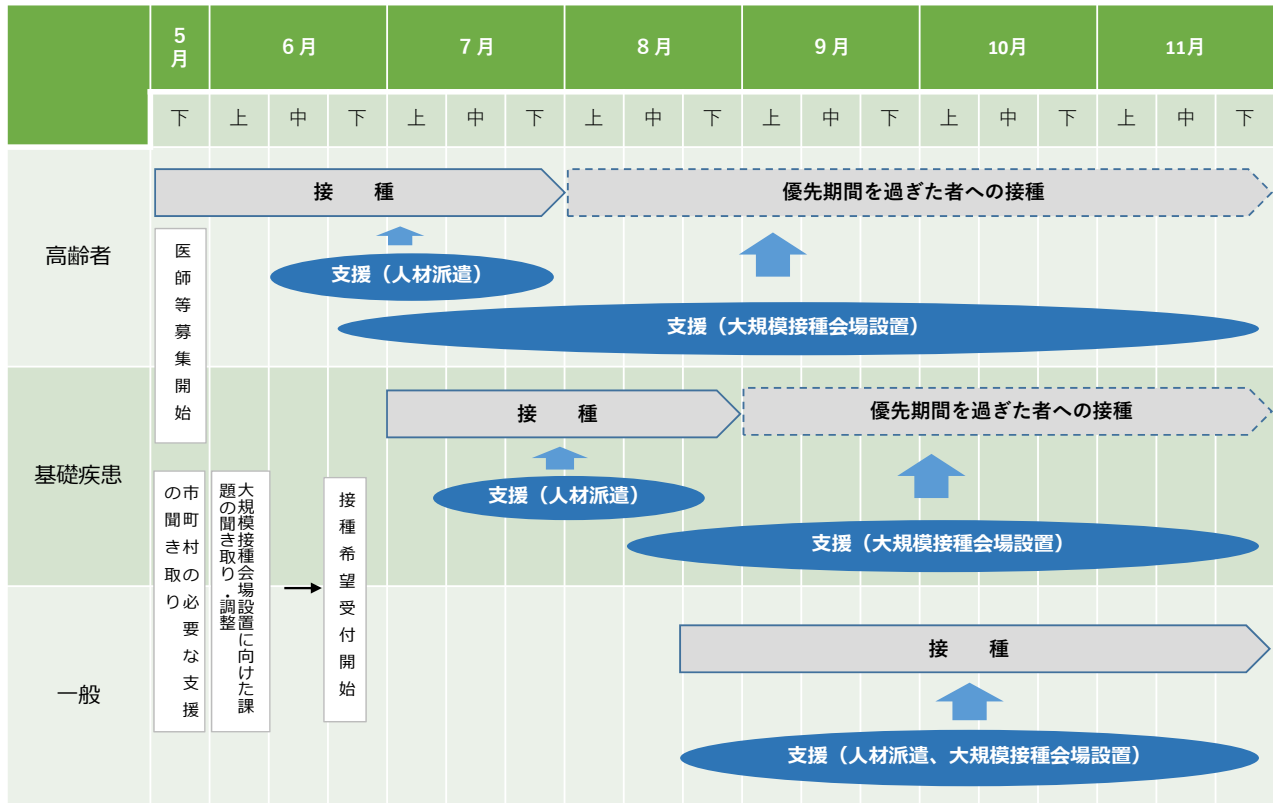 5
月
6月
7月
8月
9月
10月
11月
下
上
中
下
上
中
下
上
中
下
上
中
下
上
中
下
上
中
下
高齢者
接　種
優先期間を過ぎた者への接種
支援（人材派遣）
支援（大規模接種会場設置）
医師等募集開始
基礎疾患
接　種
優先期間を過ぎた者への接種
支援（人材派遣）
支援（大規模接種会場設置）
市町村の必要な支援
の聞き取り
大規模接種会場設置に向けた課
題の聞き取り・調整
接種希望受付開始
一般
接　種
支援（人材派遣、大規模接種会場設置）